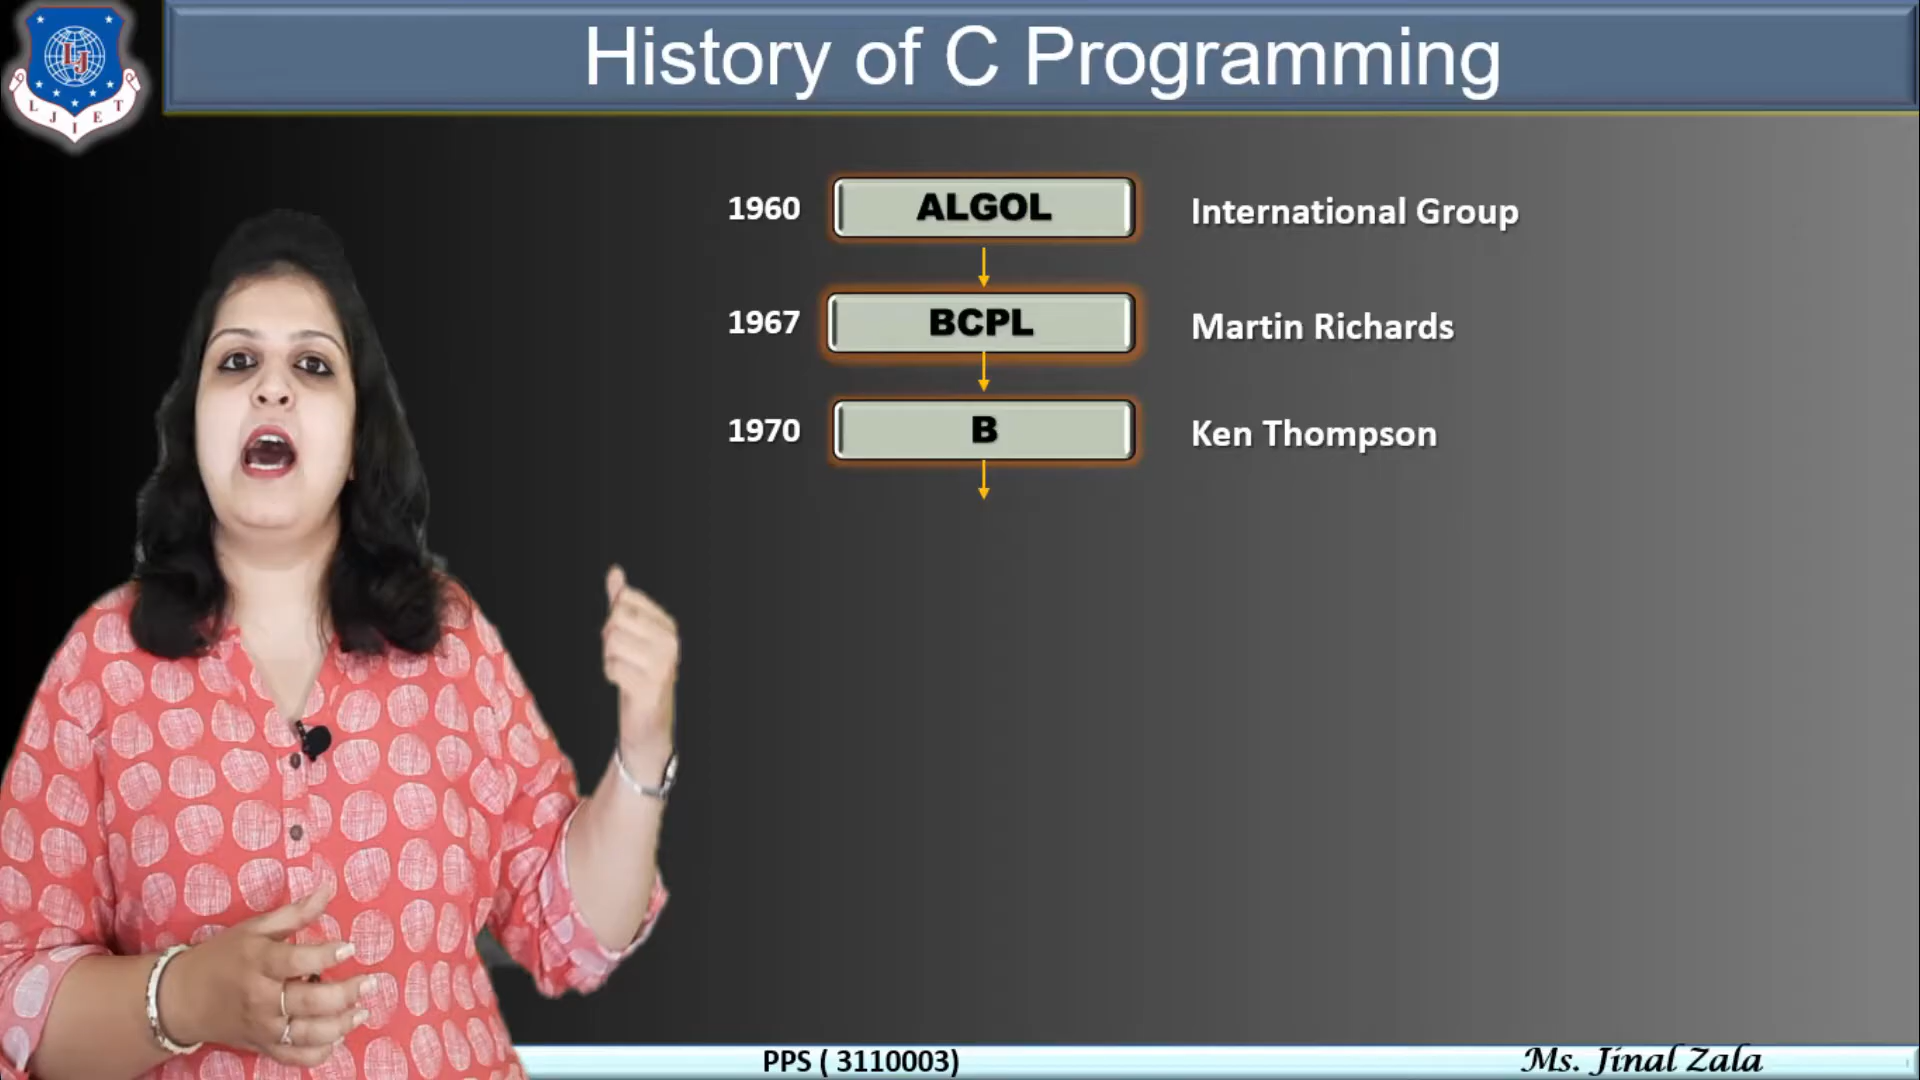 History of C Programming
L J I E T
LJ
1960 ALGOL International Group
1967 BCPL Martin Richards
1970 B Ken Thompson
PPS ( 3110003)
Ms. Jinal Zala